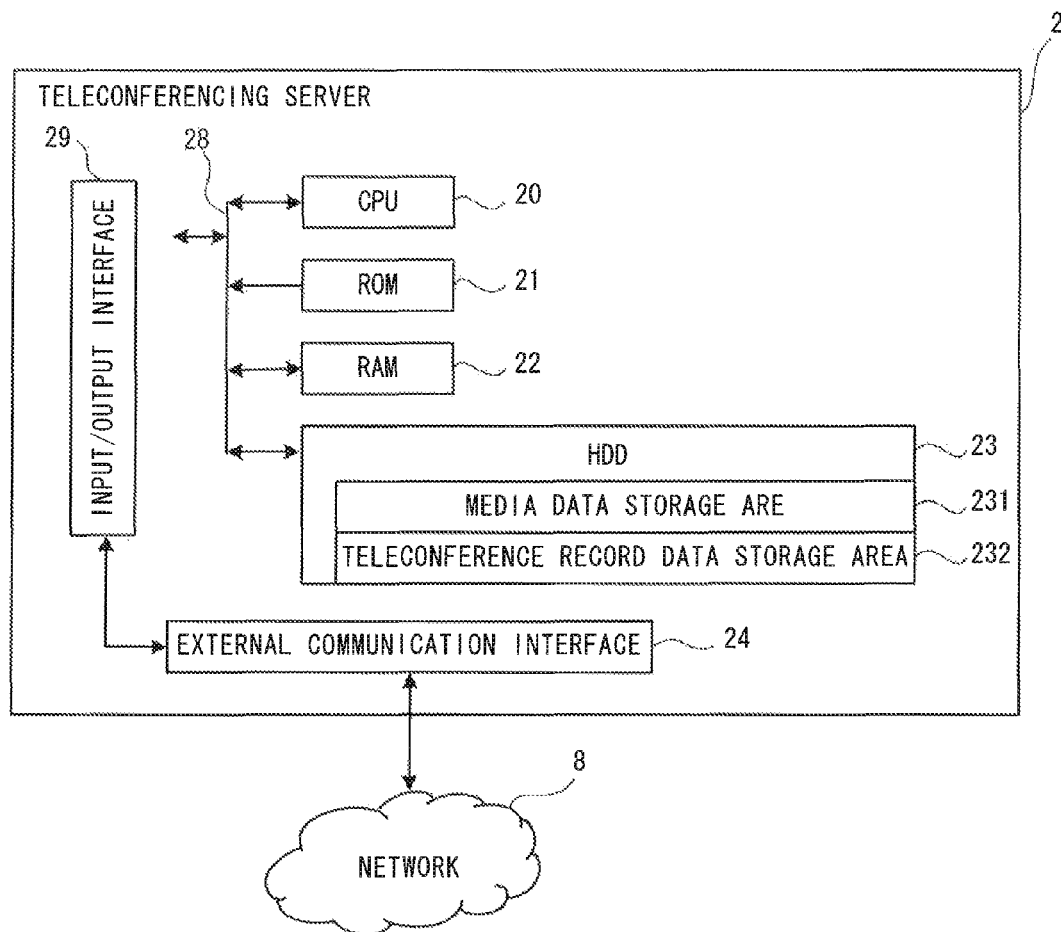 2
TELECONFERENCING SERVER
29
28
INPUT/OUTPUT INTERFACE
CPU
20
ROM
21
RAM
22
HDD
23
MEDIA DATA STORAGE ARE
231
TELECONFERENCE RECORD DATA STORAGE AREA
232
EXTERNAL COMMUNICATION INTERFACE
24
8
NETWORK